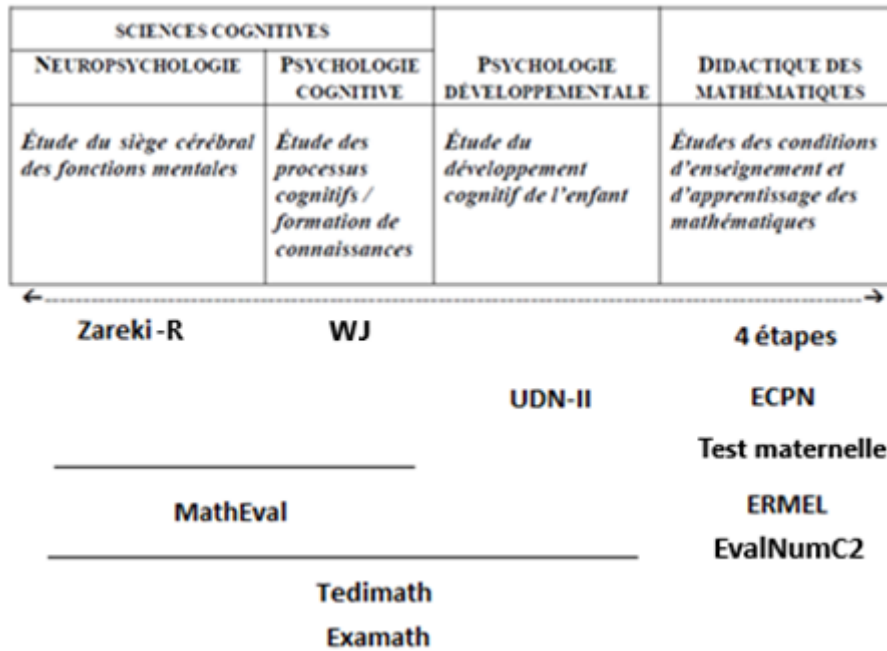 SCIENCES COGNITIVES
NEUROPSYCHOLOGIE
PSYCHOLOGIE
COGNITIVE
PSYCHOLOGIE
DÉVELOPPEMENTALE
DIDACTIQUE DES
MATHÉMATIQUES
Étude du siège cérébral
des fonctions mentales
Étude des
processus
cognitifs /
formation de
connaissances
Étude du
développement
cognitif de l'enfant
Études des conditions
d'enseignement et
d'apprentissage des
mathématiques
Zareki -R
WJ
4 étapes
UDN-II
ECPN
Test maternelle
MathEval
ERMEL
EvalNumC2
Tedimath
Examath